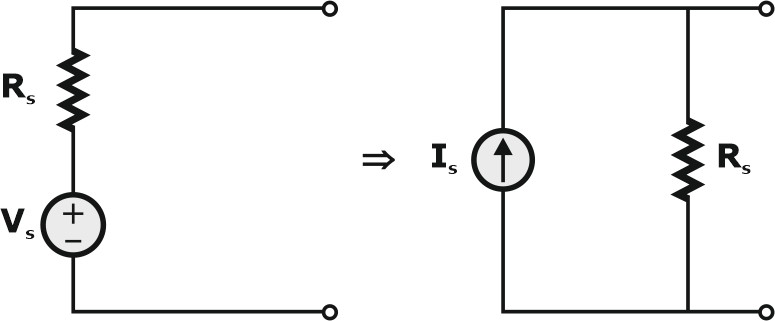 Rs
Vs
+
−
⇒
Is
Rs